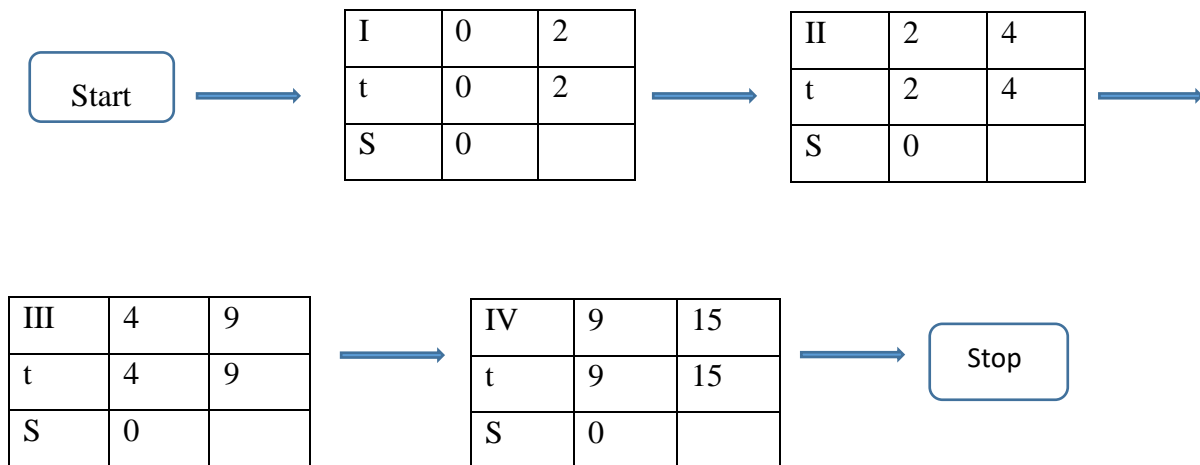 Start
I 0 2
t 0 2
S 0
II 2 4
t 2 4
S 0
III 4 9
t 4 9
S 0
IV 9 15
t 9 15
S 0
Stop